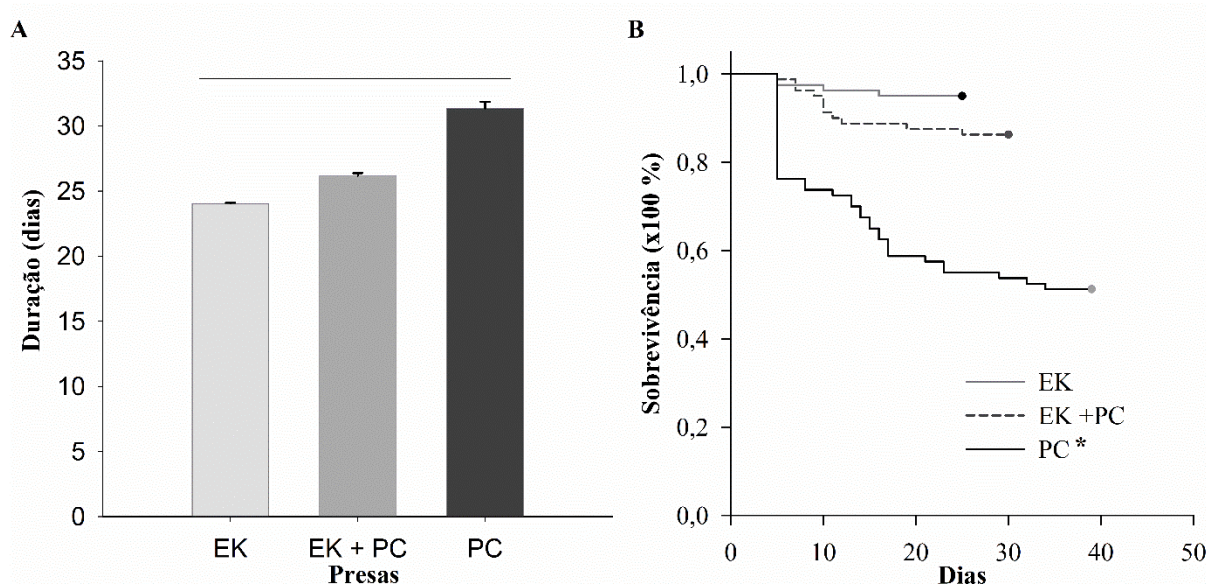 A
35
30
25
20
15
10
5
0
Duração (dias)
EK
EK + PC
PC
Presas
B
1,0
0,8
0,6
0,4
0,2
0,0
Sobrevivência (x100 %)
EK
EK +PC
PC *
0
10
20
30
40
50
Dias